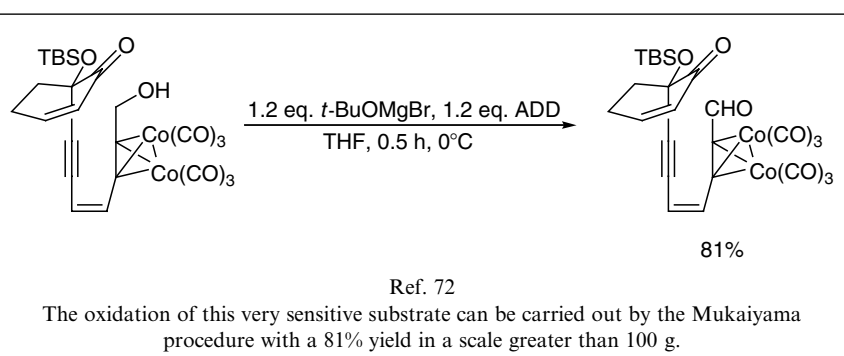 TBSO
O
OH
Co(CO)₃
Co(CO)₃
1.2 eq. t-BuOMgBr, 1.2 eq. ADD
THF, 0.5 h, 0°C
TBSO
O
CHO
Co(CO)₃
Co(CO)₃
81%
Ref. 72
The oxidation of this very sensitive substrate can be carried out by the Mukaiyama
procedure with a 81% yield in a scale greater than 100 g.